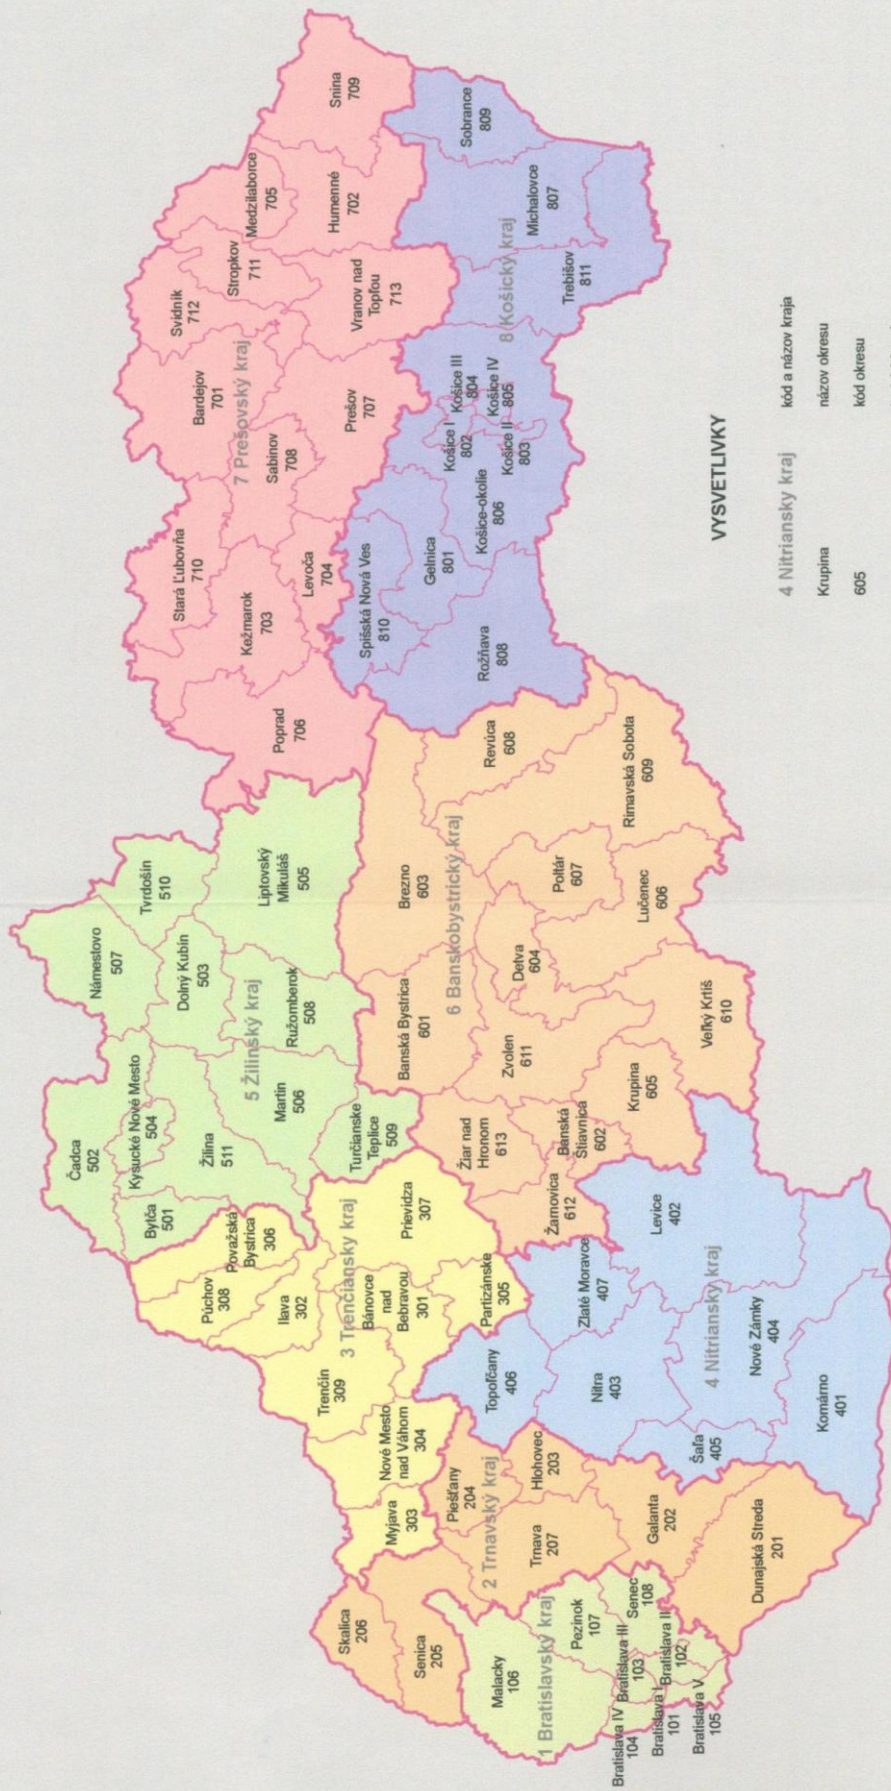 1 Bratislavský kraj
Bratislava I
101
Bratislava II
102
Bratislava III
103
Bratislava IV
104
Bratislava V
105
Malacky
106
Pezinok
107
Senec
108
2 Trnavský kraj
Dunajská Streda
201
Galanta
202
Hlohovec
203
Piešťany
204
Senica
205
Skalica
206
Trnava
207
3 Trenčiansky kraj
Bánovce
nad
Bebravou
301
Ilava
302
Myjava
303
Nové Mesto
nad Váhom
304
Partizánske
305
Považská
Bystrica
306
Prievidza
307
Púchov
308
Trenčín
309
4 Nitriansky kraj
Komárno
401
Levice
402
Nitra
403
Nové Zámky
404
Šaľa
405
Topoľčany
406
Zlaté Moravce
407
5 Žilinský kraj
Bytča
501
Čadca
502
Dolný Kubín
503
Kysucké Nové Mesto
504
Liptovský
Mikuláš
505
Martin
506
Námestovo
507
Ružomberok
508
Turčianske
Teplice
509
Tvrdošín
510
Žilina
511
6 Banskobystrický kraj
Banská Bystrica
601
Banská
Štiavnica
602
Brezno
603
Detva
604
Krupina
605
Lučenec
606
Poltár
607
Revúca
608
Rimavská Sobota
609
Veľký Krtíš
610
Zvolen
611
Žarnovica
612
Žiar nad
Hronom
613
7 Prešovský kraj
Bardejov
701
Humenné
702
Kežmarok
703
Levoča
704
Medzilaborce
705
Poprad
706
Prešov
707
Sabinov
708
Snina
709
Stará Ľubovňa
710
Stropkov
711
Svidník
712
Vranov nad
Topľou
713
8 Košický kraj
Gelnica
801
Košice I
802
Košice II
803
Košice III
804
Košice IV
805
Košice-okolie
806
Michalovce
807
Rožňava
808
Sobrance
809
Spišská Nová Ves
810
Trebišov
811
VYSVETLIVKY
4 Nitriansky kraj kód a názov kraja
Krupina názov okresu
605 kód okresu